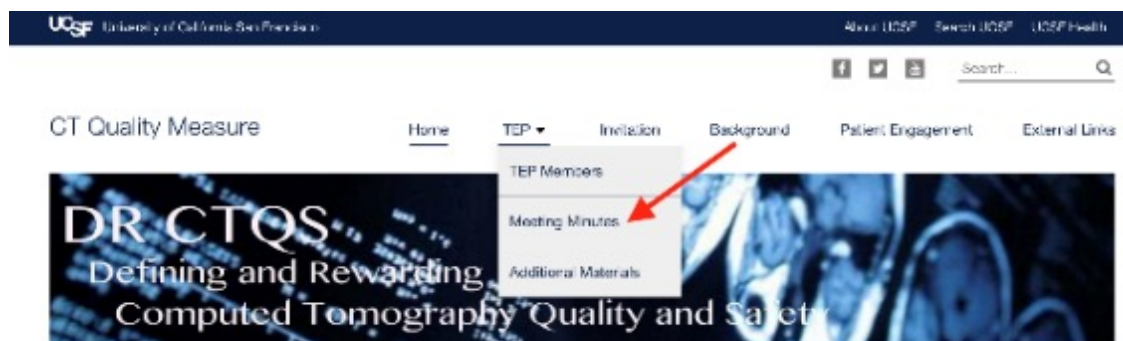 UCSF University of California San Francisco About UCSF Search UCSF UCSF Health
Search...
CT Quality Measure Home TEP Invitation Background Patient Engagement External Links
TEP Members
Meeting Minutes
Additional Materials
DR CTQS
Defining and Rewarding
Computed Tomography Quality and Safety